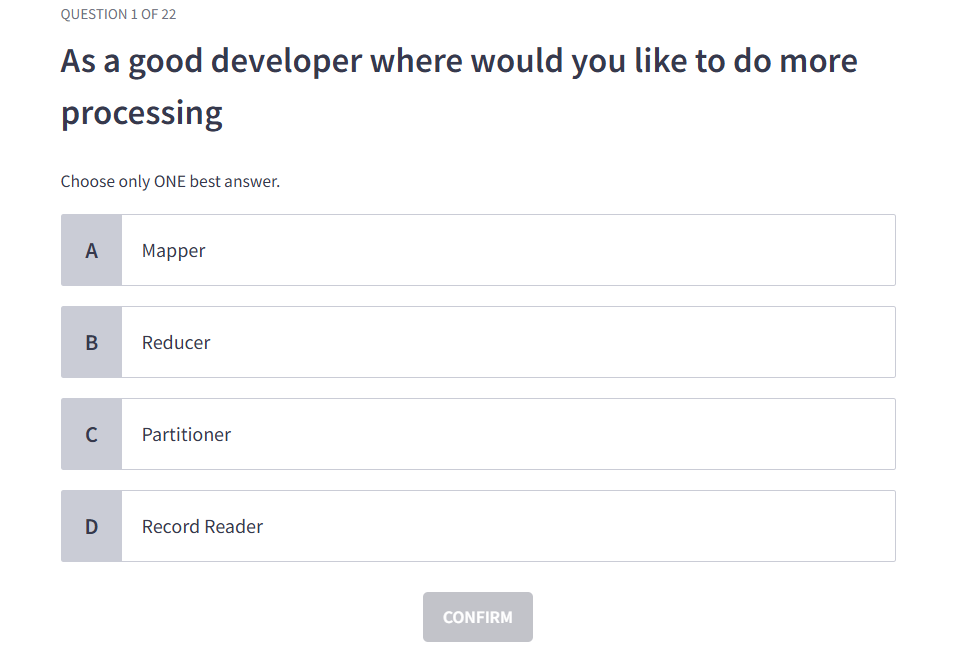 QUESTION 1 OF 22
As a good developer where would you like to do more
processing
Choose only ONE best answer.
A Mapper
B Reducer
C Partitioner
D Record Reader
CONFIRM